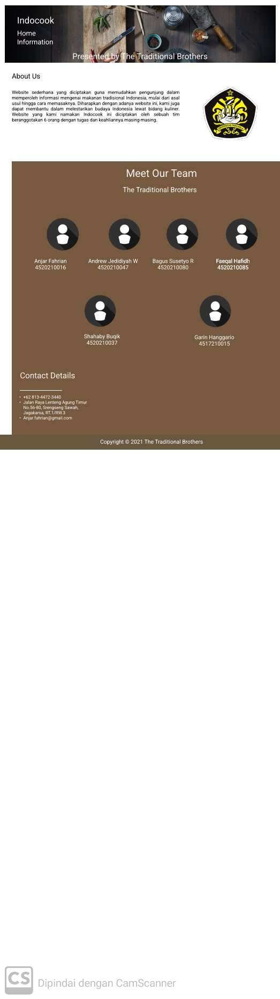 Indocook
Home
Information
Presented by The Traditional Brothers
About Us
Website sederhana yang diciptakan guna memudahkan pengunjung dalam
memperoleh informasi mengenai makanan tradisional Indonesia, mulai dari asal
usul hingga cara memasaknya. Diharapkan dengan adanya website ini, kami juga
dapat membantu dalam melestarikan budaya Indonesia lewat bidang kuliner.
Website yang kami namakan Indocook ini diciptakan oleh sebuah tim
beranggotakan 6 orang dengan tugas dan keahliannya masing-masing.
UNIVERSITAS PANCASILA
Meet Our Team
The Traditional Brothers
Anjar Fahrian
4520210016
Andrew Jedidiyah W
4520210047
Bagus Susetyo R
4520210080
Faeqal Hafidh
4520210085
Shahaby Buqik
4520210037
Garin Hanggario
4517210015
Contact Details
• +62 813-4472-3440
• Jalan Raya Lenteng Agung Timur
No.56-80, Srengseng Sawah,
Jagakarsa, RT.1/RW.3
• Anjar.fahrian@gmail.com
Copyright © 2021 The Traditional Brothers
CS Dipindai dengan CamScanner